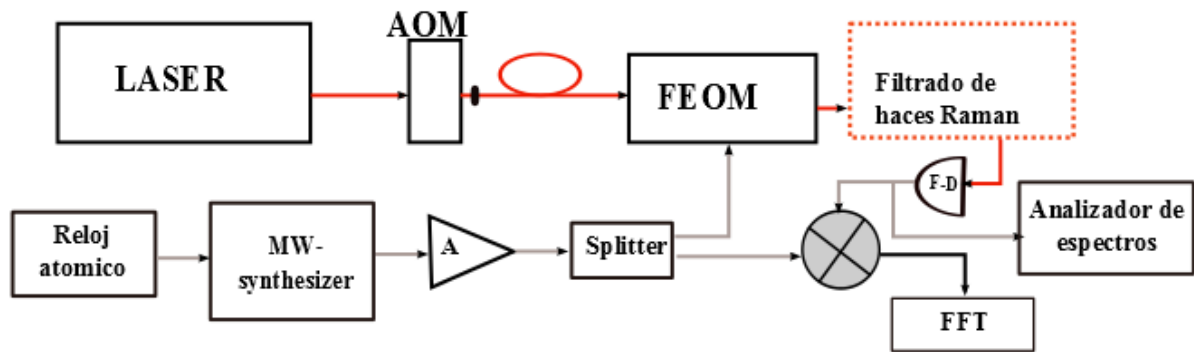 LASER
AOM
FEOM
Filtrado de
haces Raman
F-D
Reloj
atomico
MW-
synthesizer
A
Splitter
Analizador de
espectros
FFT